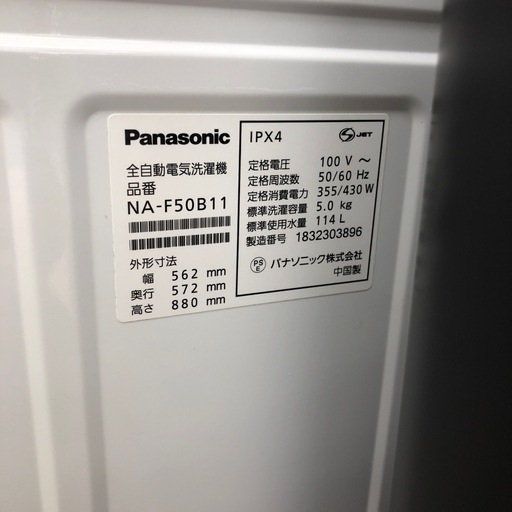 Panasonic
全自動電気洗濯機
品番
NA-F50B11
外形寸法
幅 562 mm
奥行 572 mm
高さ 880 mm
IPX4
S JET
定格電圧 100 V ～
定格周波数 50/60 Hz
定格消費電力 355/430 W
標準洗濯容量 5.0 kg
標準使用水量 114 L
製造番号 1832303896
PS E パナソニック株式会社
中国製